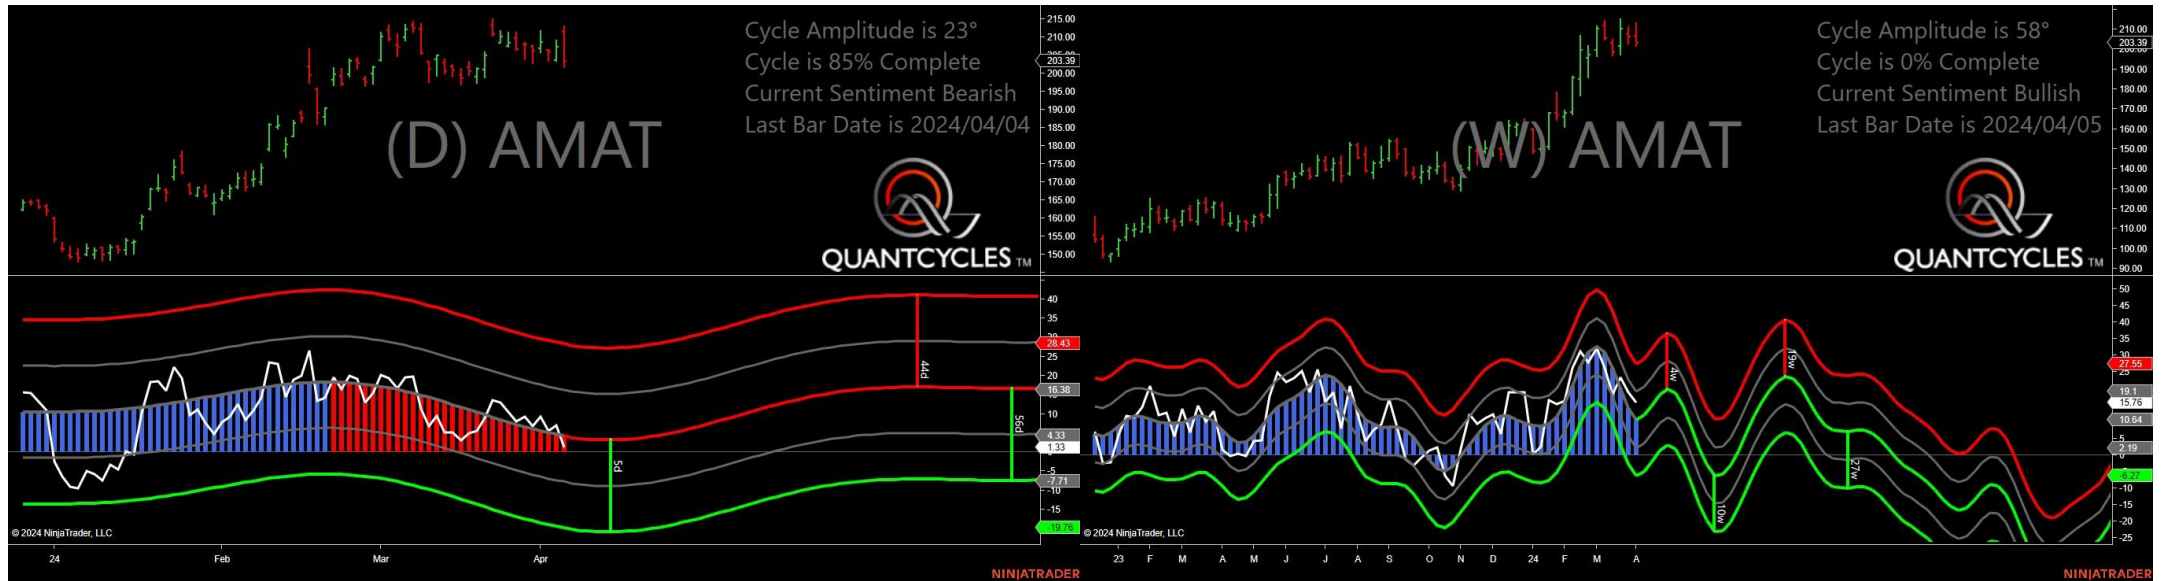 Cycle Amplitude is 23°
Cycle is 85% Complete
Current Sentiment Bearish
Last Bar Date is 2024/04/04
(D) AMAT
QUANTCYCLES TM
215.00
210.00
203.39
200.00
195.00
190.00
185.00
180.00
175.00
170.00
165.00
160.00
155.00
150.00
40
35
28.43
25
20
16.38
10
4.33
1.33
-5
-7.71
-10
-15
-19.76
44d
56d
5d
© 2024 NinjaTrader, LLC
24 Feb Mar Apr
NINJATRADER
Cycle Amplitude is 58°
Cycle is 0% Complete
Current Sentiment Bullish
Last Bar Date is 2024/04/05
(W) AMAT
QUANTCYCLES TM
210.00
203.39
190.00
180.00
170.00
160.00
150.00
140.00
130.00
120.00
110.00
100.00
90.00
50
45
40
35
30
27.55
25
19.1
15.76
10.64
5
2.19
-6.27
-10
-15
-20
-25
4w
19w
10w
27w
© 2024 NinjaTrader, LLC
23 F M A M J J A S O N D 24 F M A
NINJATRADER